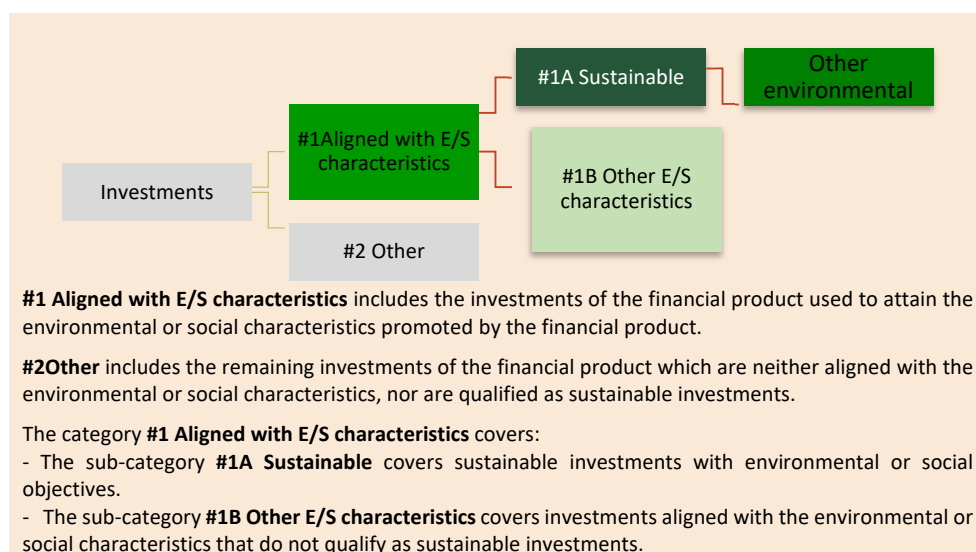 #1A Sustainable
Other
environmental
#1Aligned with E/S
characteristics
#1B Other E/S
characteristics
Investments
#2 Other
#1 Aligned with E/S characteristics includes the investments of the financial product used to attain the
environmental or social characteristics promoted by the financial product.
#2Other includes the remaining investments of the financial product which are neither aligned with the
environmental or social characteristics, nor are qualified as sustainable investments.
The category #1 Aligned with E/S characteristics covers:
- The sub-category #1A Sustainable covers sustainable investments with environmental or social
objectives.
- The sub-category #1B Other E/S characteristics covers investments aligned with the environmental or
social characteristics that do not qualify as sustainable investments.